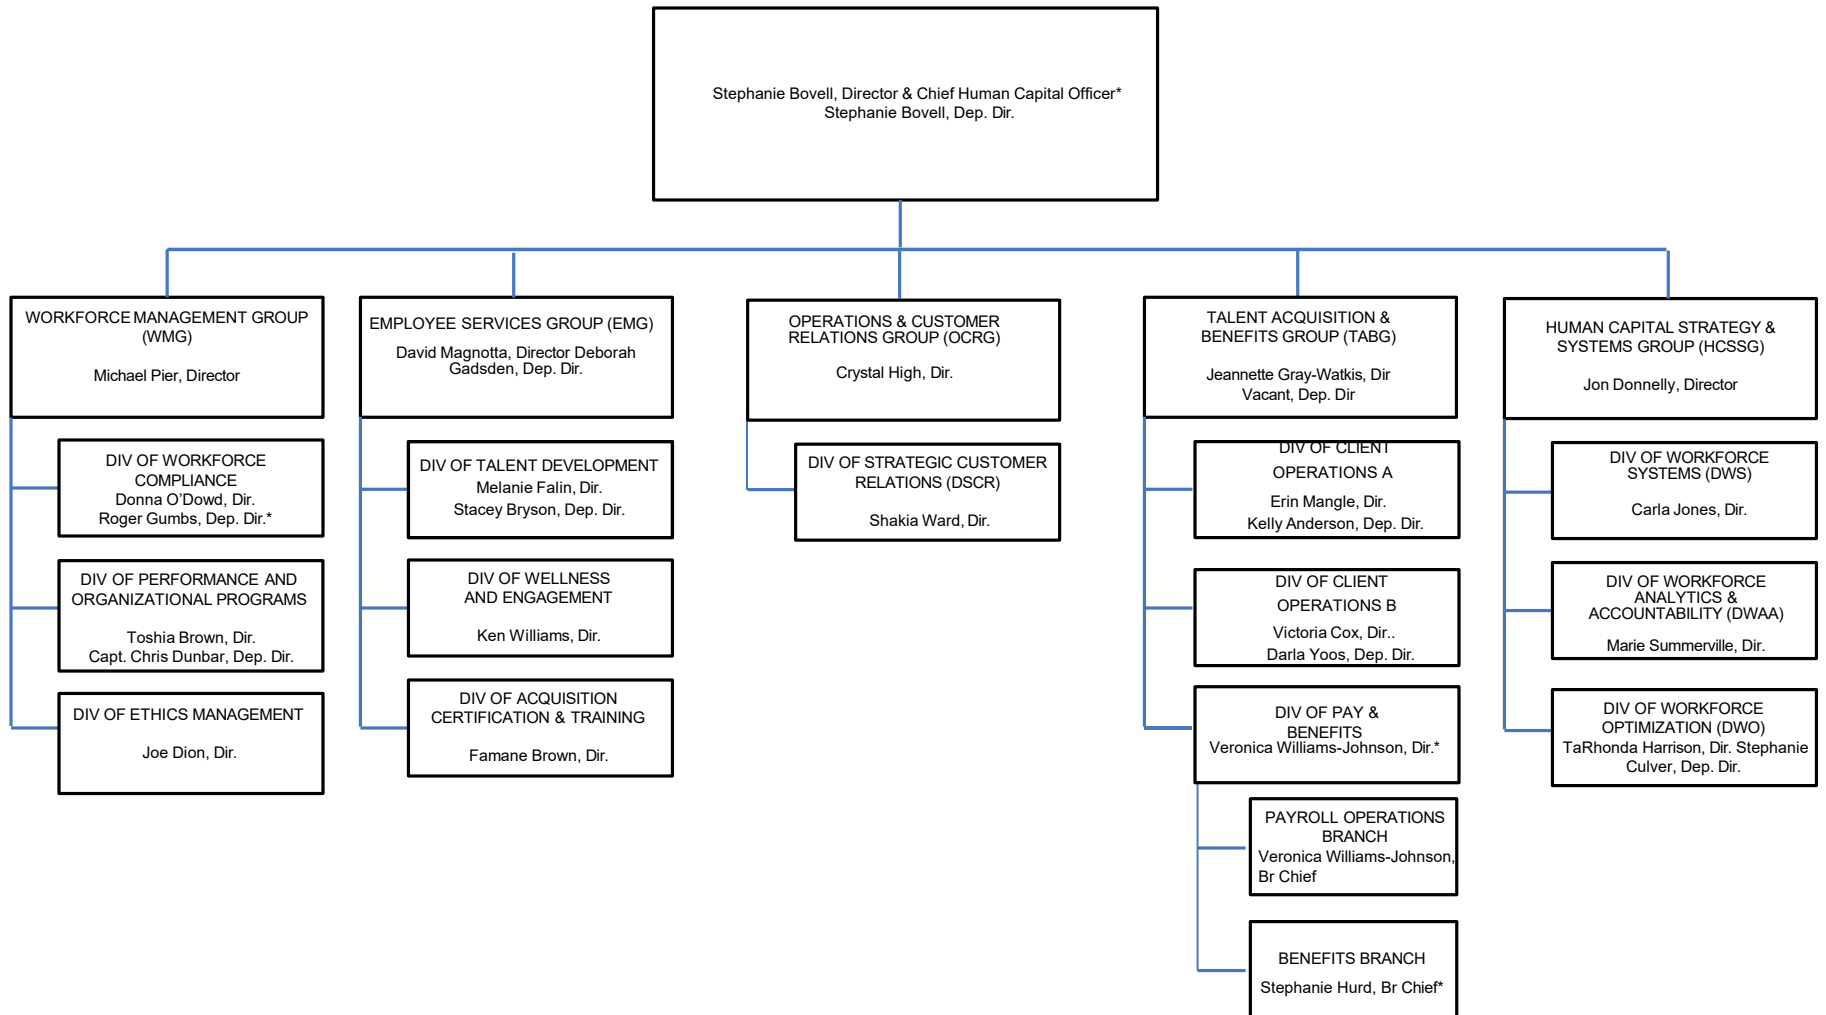 Stephanie Bovell, Director & Chief Human Capital Officer*
Stephanie Bovell, Dep. Dir.
WORKFORCE MANAGEMENT GROUP
(WMG)
Michael Pier, Director
DIV OF WORKFORCE
COMPLIANCE
Donna O’Dowd, Dir.
Roger Gumbs, Dep. Dir.*
DIV OF PERFORMANCE AND
ORGANIZATIONAL PROGRAMS
Toshia Brown, Dir.
Capt. Chris Dunbar, Dep. Dir.
DIV OF ETHICS MANAGEMENT
Joe Dion, Dir.
EMPLOYEE SERVICES GROUP (EMG)
David Magnotta, Director Deborah
Gadsden, Dep. Dir.
DIV OF TALENT DEVELOPMENT
Melanie Falin, Dir.
Stacey Bryson, Dep. Dir.
DIV OF WELLNESS
AND ENGAGEMENT
Ken Williams, Dir.
DIV OF ACQUISITION
CERTIFICATION & TRAINING
Famane Brown, Dir.
OPERATIONS & CUSTOMER
RELATIONS GROUP (OCRG)
Crystal High, Dir.
DIV OF STRATEGIC CUSTOMER
RELATIONS (DSCR)
Shakia Ward, Dir.
TALENT ACQUISITION &
BENEFITS GROUP (TABG)
Jeannette Gray-Watkis, Dir
Vacant, Dep. Dir
DIV OF CLIENT
OPERATIONS A
Erin Mangle, Dir.
Kelly Anderson, Dep. Dir.
DIV OF CLIENT
OPERATIONS B
Victoria Cox, Dir..
Darla Yoos, Dep. Dir.
DIV OF PAY &
BENEFITS
Veronica Williams-Johnson, Dir.*
PAYROLL OPERATIONS
BRANCH
Veronica Williams-Johnson,
Br Chief
BENEFITS BRANCH
Stephanie Hurd, Br Chief*
HUMAN CAPITAL STRATEGY &
SYSTEMS GROUP (HCSSG)
Jon Donnelly, Director
DIV OF WORKFORCE
SYSTEMS (DWS)
Carla Jones, Dir.
DIV OF WORKFORCE
ANALYTICS &
ACCOUNTABILITY (DWAA)
Marie Summerville, Dir.
DIV OF WORKFORCE
OPTIMIZATION (DWO)
TaRhonda Harrison, Dir. Stephanie
Culver, Dep. Dir.